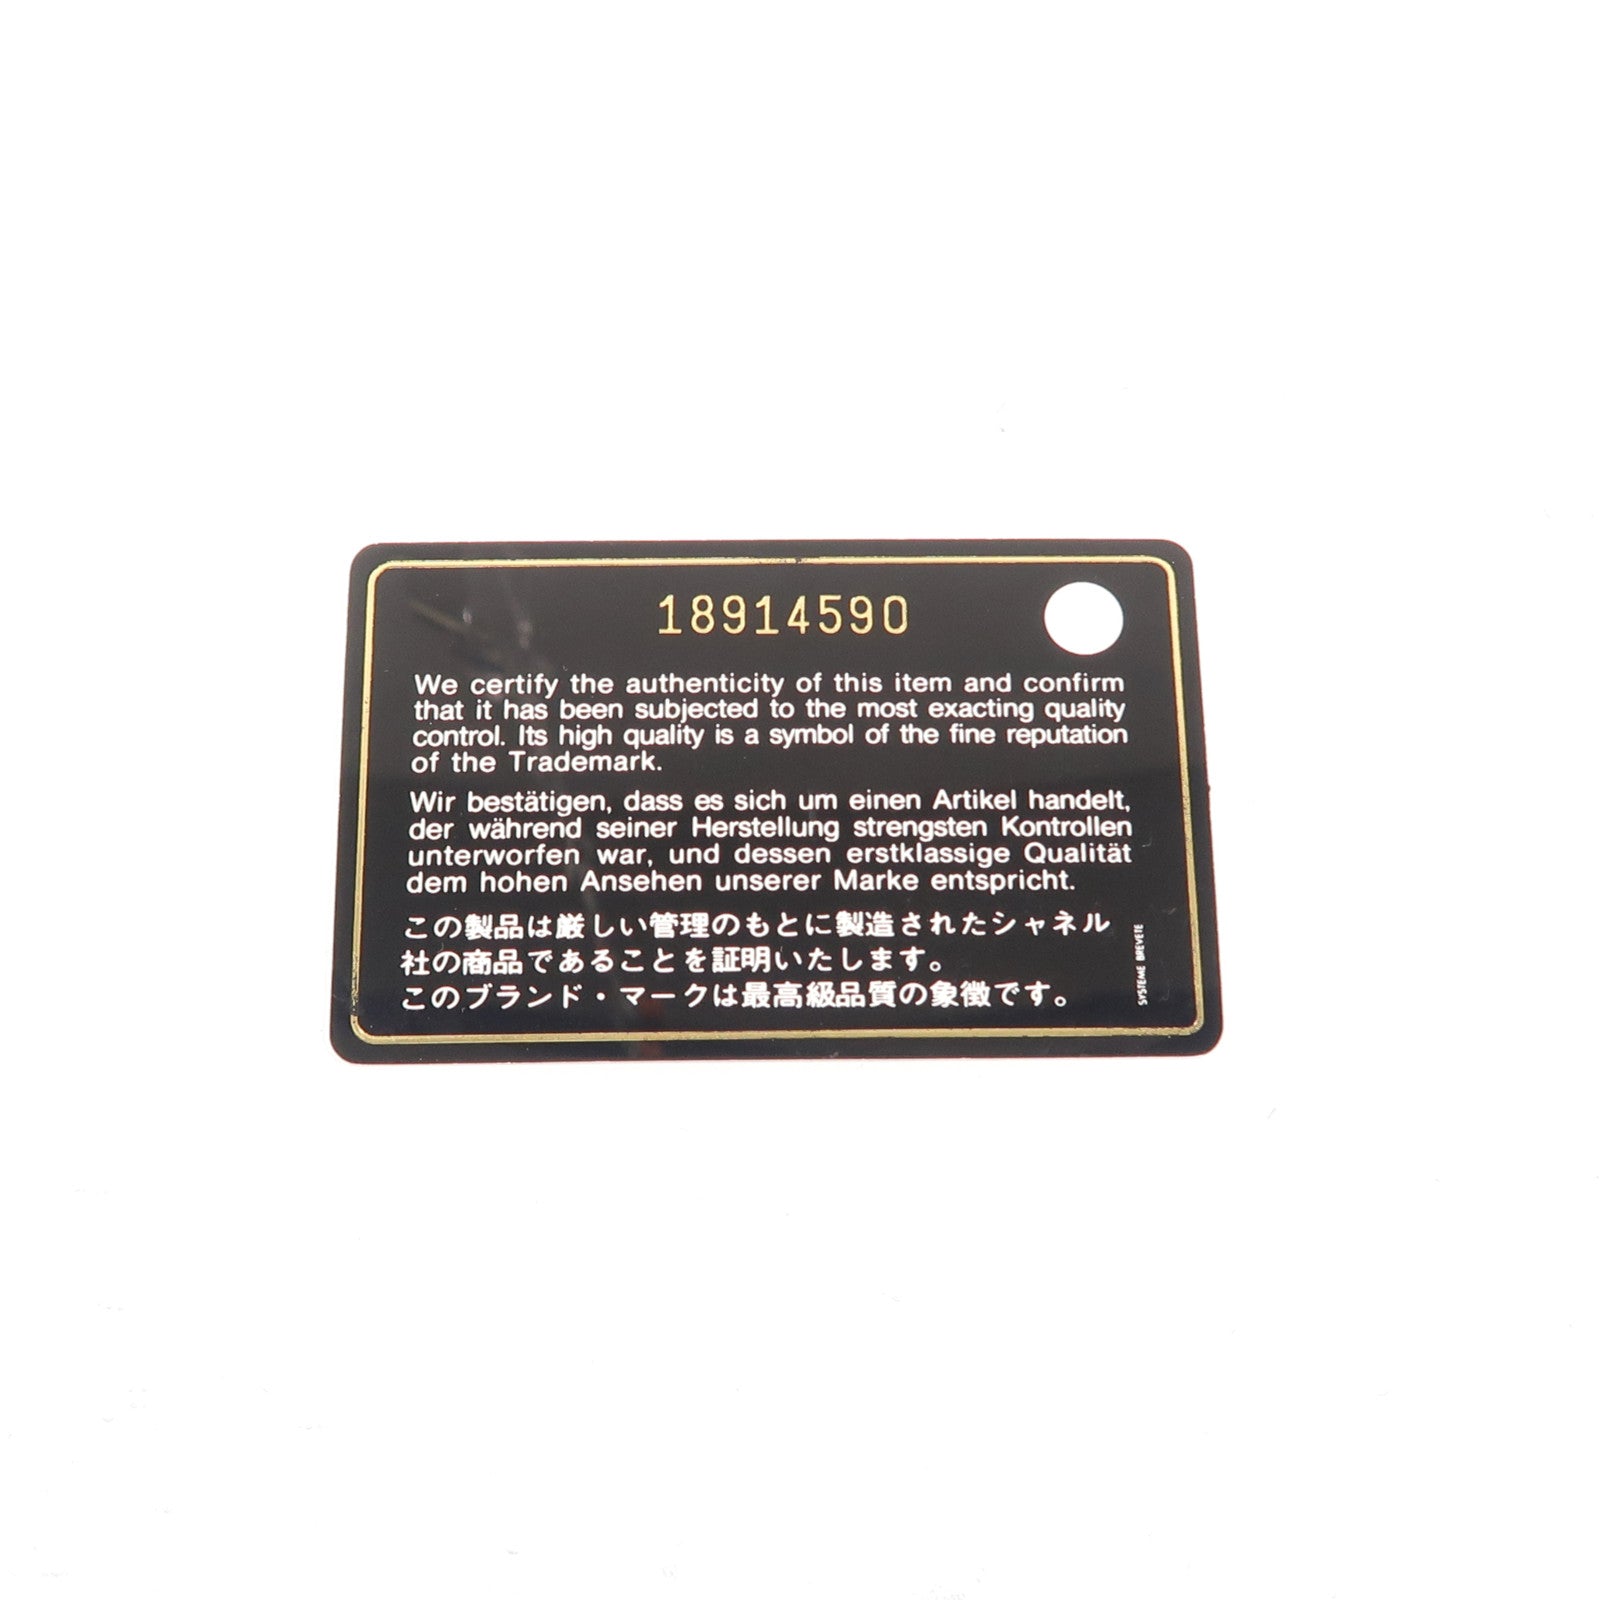 18914590
We certify the authenticity of this item and confirm
that it has been subjected to the most exacting quality
control. Its high quality is a symbol of the fine reputation
of the Trademark.
Wir bestätigen, dass es sich um einen Artikel handelt,
der während seiner Herstellung strengsten Kontrollen
unterworfen war, und dessen erstklassige Qualität
dem hohen Ansehen unserer Marke entspricht.
この製品は厳しい管理のもとに製造されたシャネル
社の商品であることを証明いたします。
このブランド・マークは最高級品質の象徴です。
SYSTEME BREVETE